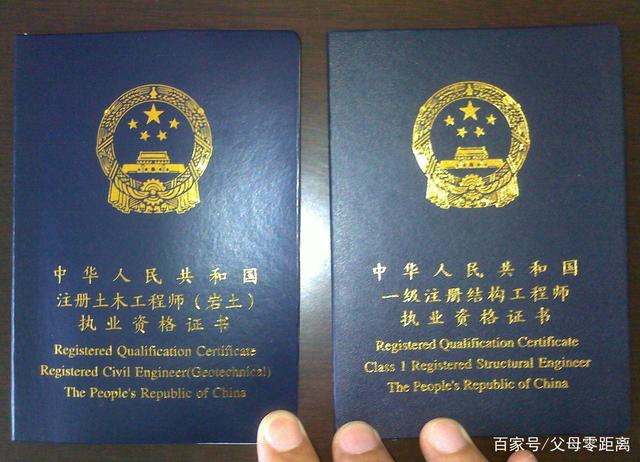 中华人民共和国
注册土木工程师（岩土）
执业资格证书
Registered Qualification Certificate
Registered Civil Engineer(Geotechnical)
The People's Republic of China
中华人民共和国
一级注册结构工程师
执业资格证书
Registered Qualification Certificate
Class 1 Registered Structural Engineer
The People's Republic of China
百家号/父母零距离